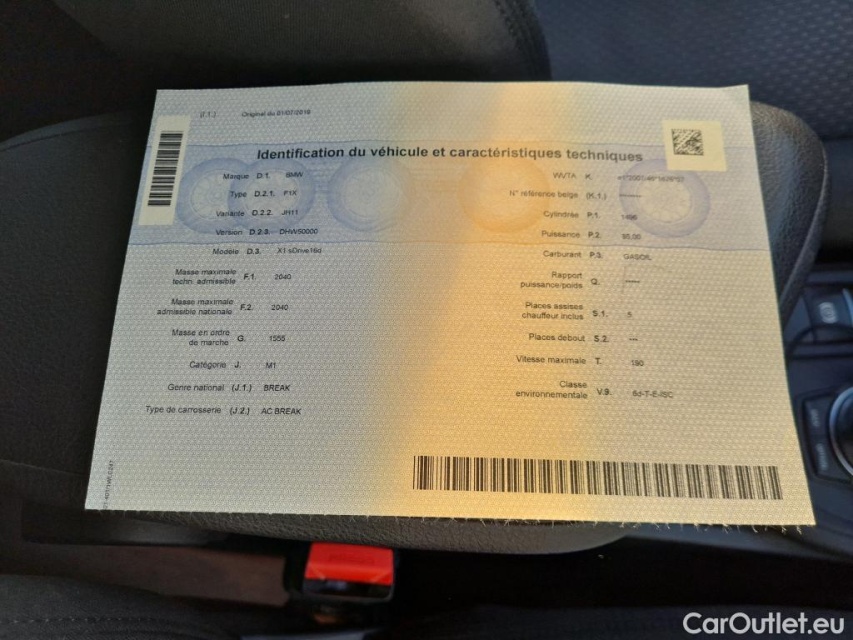 (I.1.) Original du 01/07/2019
Identification du véhicule et caractéristiques techniques
Marque D.1. BMW
Type D.2.1. F1X
Variante D.2.2. JH11
Version D.2.3. DHW50000
Modèle D.3. X1 sDrive16d
Masse maximale
techn. admissible F.1. 2040
Masse maximale
admissible nationale F.2. 2040
Masse en ordre
de marche G. 1555
Catégorie J. M1
Genre national (J.1.) BREAK
Type de carrosserie (J.2.) AC BREAK
WVTA K.
N° référence belge (K.1.) -------
Cylindrée P.1. 1496
Puissance P.2. 85,00
Carburant P.3. GASOIL
Rapport
puissance/poids Q. -----
Places assises
chauffeur inclus S.1. 5
Places debout S.2. ---
Vitesse maximale T. 190
Classe
environnementale V.9. 6d-T-E-ISC
CarOutlet.eu